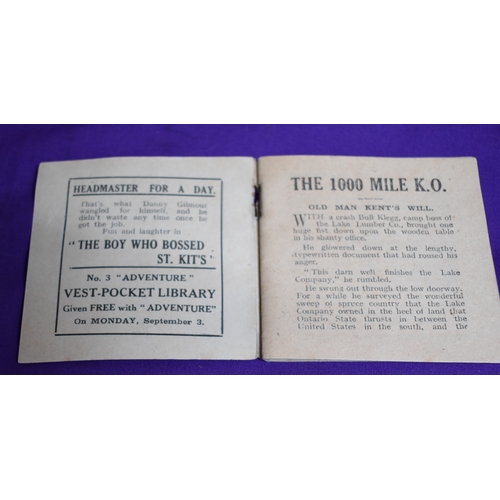 HEADMASTER FOR A DAY.
That's what Danny Gilmour
wangled for himself, and he
didn't waste any time once he
got the job.
Fun and laughter in
"THE BOY WHO BOSSED
ST. KIT'S"
No. 3 "ADVENTURE"
VEST-POCKET LIBRARY
Given FREE with "ADVENTURE"
On MONDAY, September 3.
THE 1000 MILE K.O.
OLD MAN KENT'S WILL.
WITH a crash Bull Klegg, camp boss of
the Lake Lumber Co., brought one
huge fist down upon the wooden table
in his shanty office.
He glowered down at the lengthy,
typewritten document that had roused his
anger.
"This darn well finishes the Lake
Company," he rumbled.
He swung out through the low doorway.
For a while he surveyed the wonderful
sweep of spruce country that the Lake
Company owned in the heel of land that
Ontario State thrusts in between the
United States in the south, and the